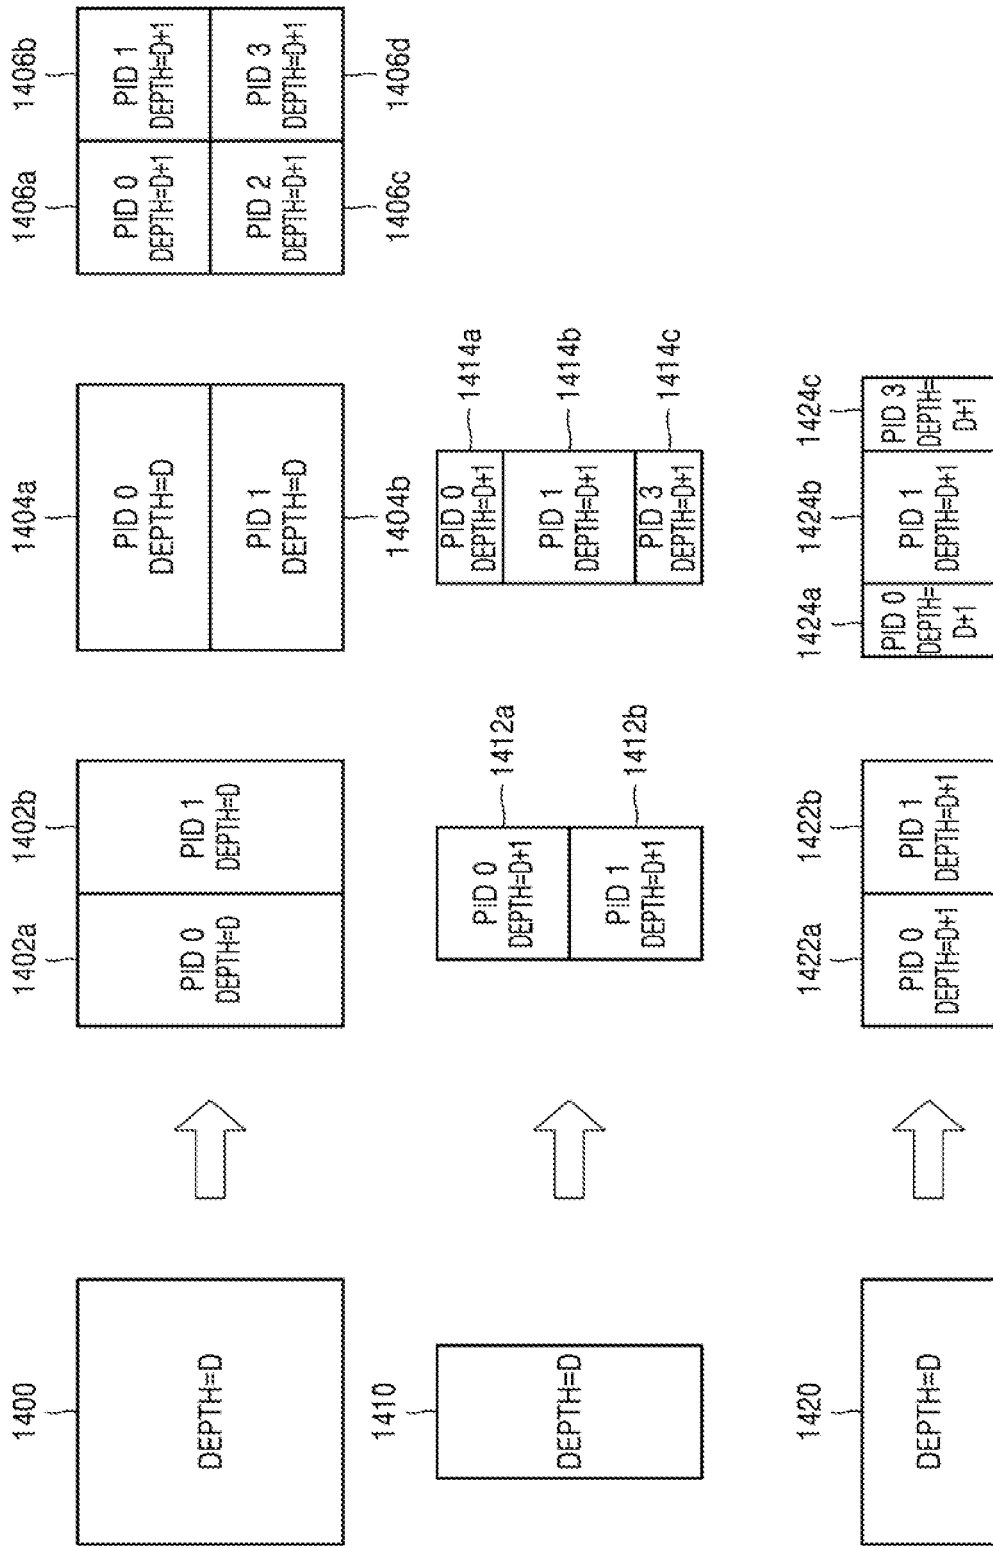 1400
DEPTH=D
1402a
1402b
PID 0
DEPTH=D
PID 1
DEPTH=D
1404a
PID 0
DEPTH=D
PID 1
DEPTH=D
1404b
1406a
1406b
PID 0
DEPTH=D+1
PID 1
DEPTH=D+1
PID 2
DEPTH=D+1
PID 3
DEPTH=D+1
1406c
1406d
1410
DEPTH=D
PID 0
DEPTH=D+1
1412a
PID 1
DEPTH=D+1
1412b
PID 0
DEPTH=D+1
1414a
PID 1
DEPTH=D+1
1414b
PID 3
DEPTH=D+1
1414c
1420
DEPTH=D
1422a
1422b
PID 0
DEPTH=D+1
PID 1
DEPTH=D+1
1424a
1424b
1424c
PID 0
DEPTH=
D+1
PID 1
DEPTH=D+1
PID 3
DEPTH=
D+1